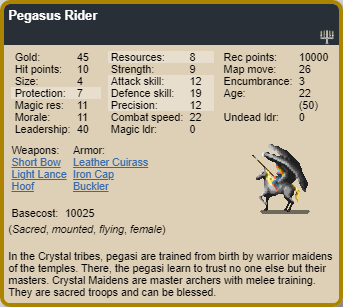 Pegasus Rider
Gold: 45 Resources: 8 Rec points: 10000
Hit points: 10 Strength: 9 Map move: 26
Size: 4 Attack skill: 12 Encumbrance: 3
Protection: 7 Defence skill: 19 Age: 22
Magic res: 11 Precision: 12 (50)
Morale: 11 Combat speed: 22 Undead ldr: 0
Leadership: 40 Magic ldr: 0
Weapons: Armor:
Short Bow Leather Cuirass
Light Lance Iron Cap
Hoof Buckler
Basecost: 10025
(Sacred, mounted, flying, female)
In the Crystal tribes, pegasi are trained from birth by warrior maidens
of the temples. There, the pegasi learn to trust no one else but their
masters. Crystal Maidens are master archers with melee training.
They are sacred troops and can be blessed.